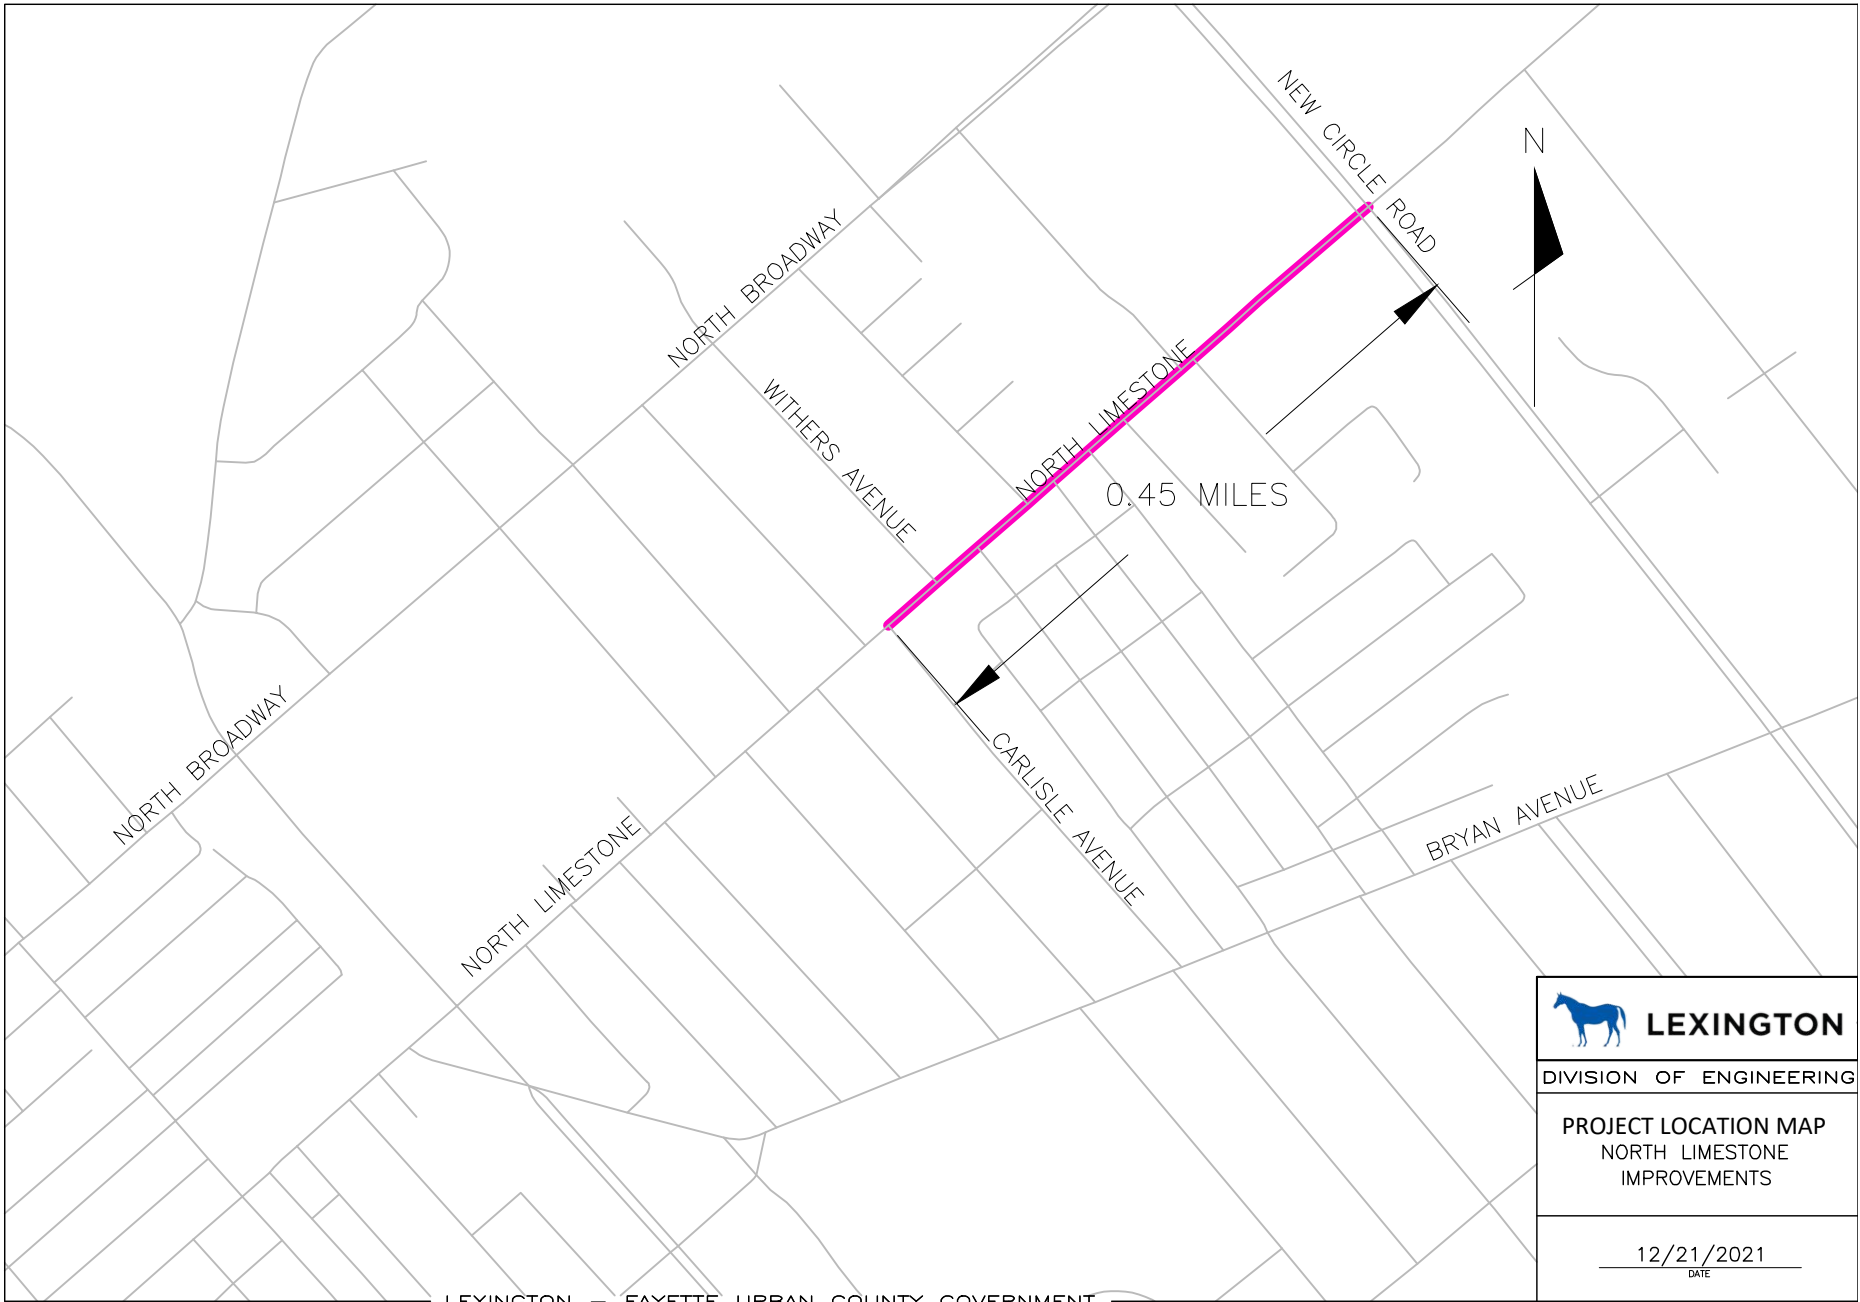 NEW CIRCLE ROAD
N
NORTH BROADWAY
NORTH LIMESTONE
WITHERS AVENUE
0.45 MILES
NORTH BROADWAY
CARLISLE AVENUE
BRYAN AVENUE
NORTH LIMESTONE
LEXINGTON
DIVISION OF ENGINEERING
PROJECT LOCATION MAP
NORTH LIMESTONE
IMPROVEMENTS
12/21/2021
DATE
LEXINGTON - FAYETTE URBAN COUNTY GOVERNMENT